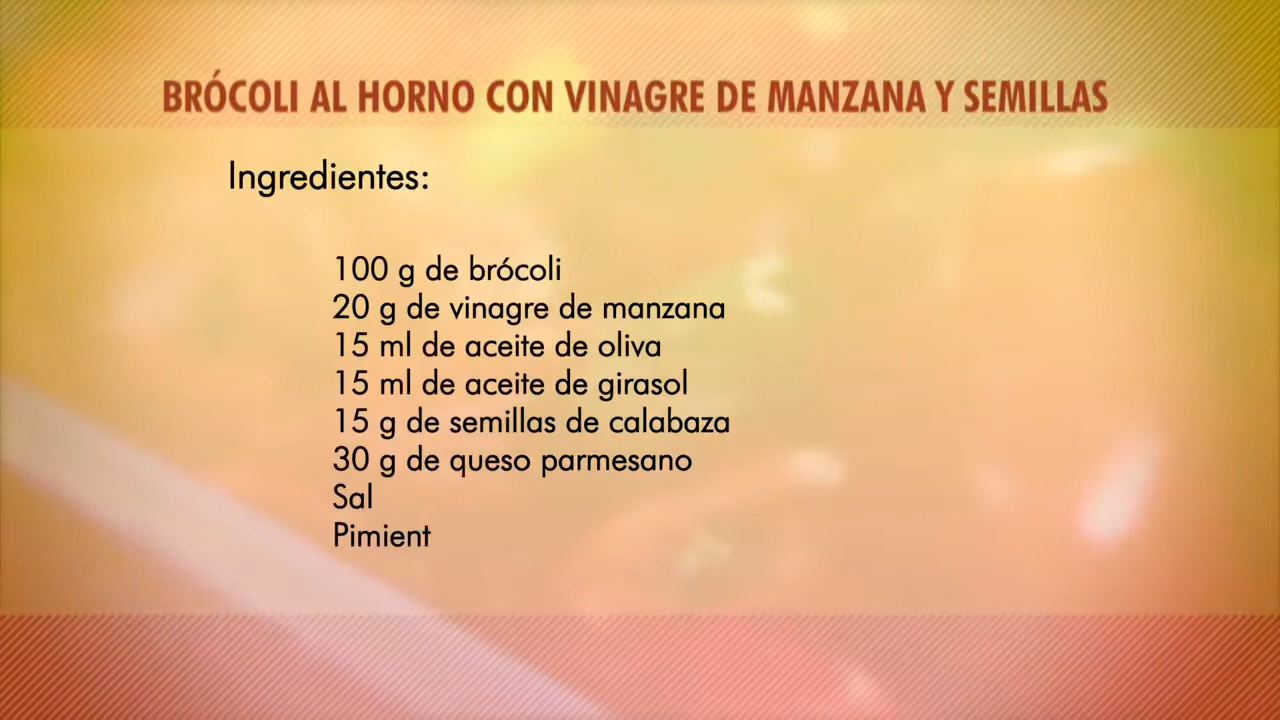 BRÓCOLI AL HORNO CON VINAGRE DE MANZANA Y SEMILLAS
Ingredientes:
100 g de brócoli
20 g de vinagre de manzana
15 ml de aceite de oliva
15 ml de aceite de girasol
15 g de semillas de calabaza
30 g de queso parmesano
Sal
Pimient